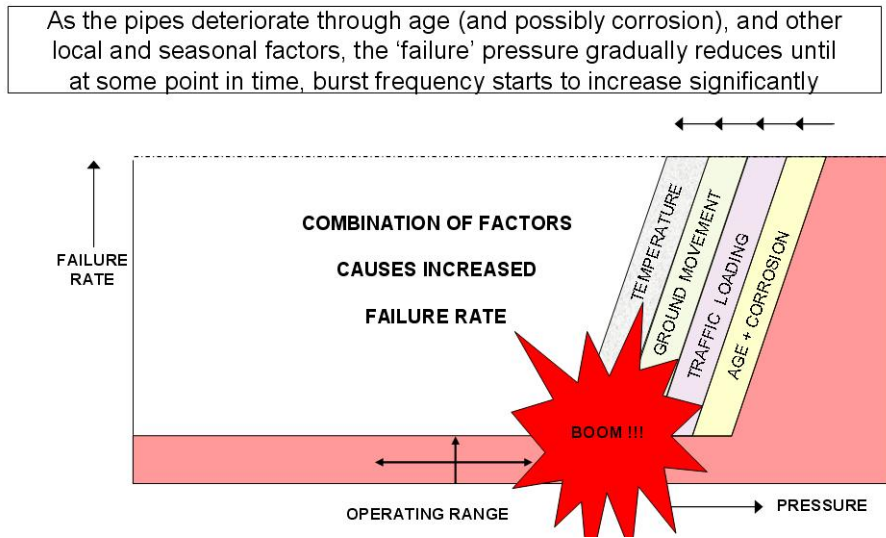 As the pipes deteriorate through age (and possibly corrosion), and other
local and seasonal factors, the ‘failure’ pressure gradually reduces until
at some point in time, burst frequency starts to increase significantly
COMBINATION OF FACTORS
CAUSES INCREASED
FAILURE RATE
FAILURE
RATE
TEMPERATURE
GROUND MOVEMENT
TRAFFIC LOADING
AGE + CORROSION
BOOM !!!
OPERATING RANGE
PRESSURE